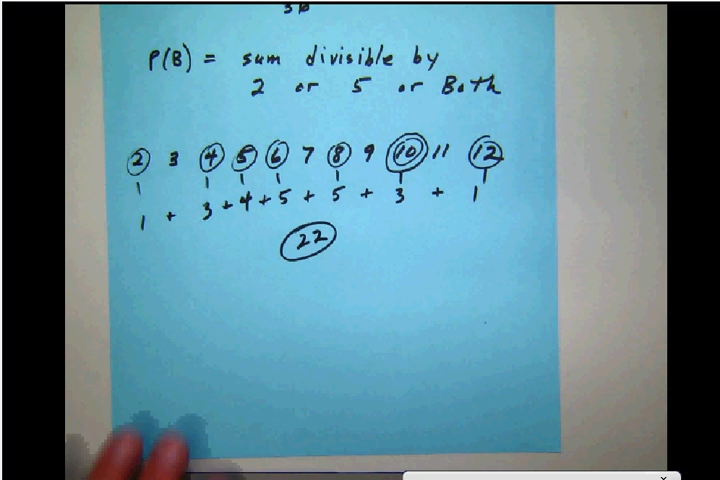 36
P(B) = sum divisible by
2 or 5 or Both
2 3 4 5 6 7 8 9 10 11 12
1 + 3 + 4 + 5 + 5 + 3 + 1
22